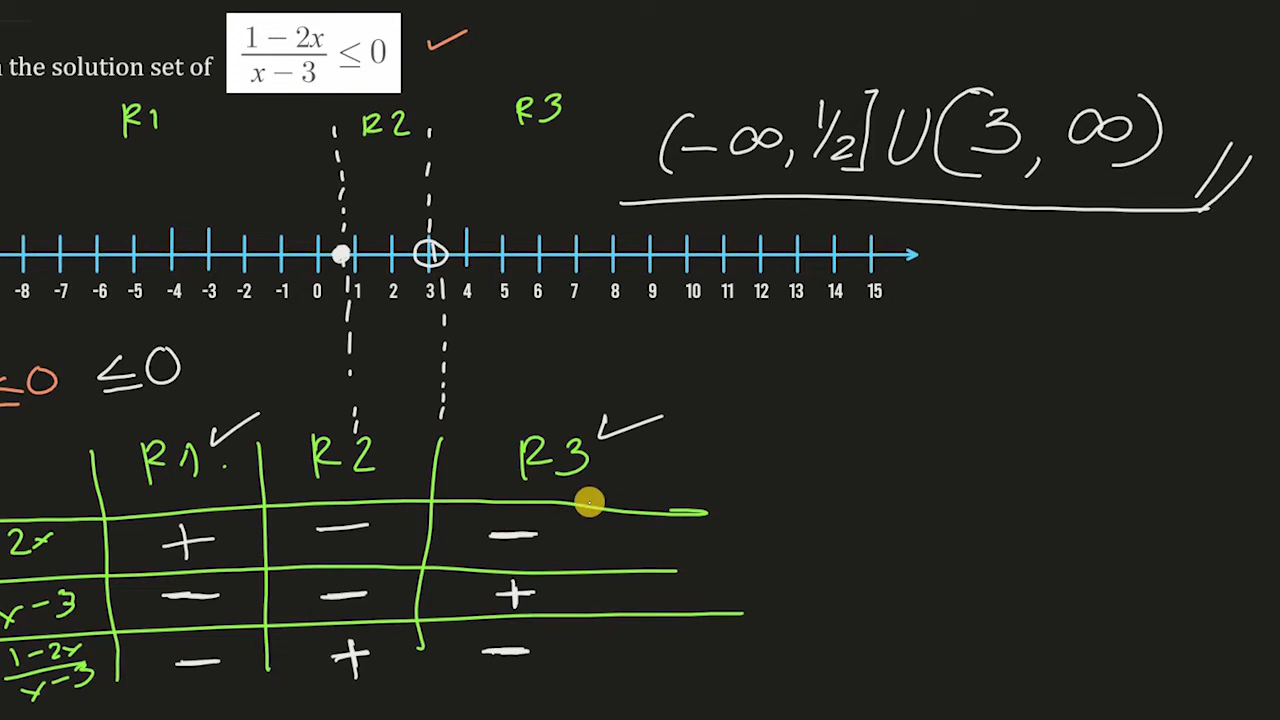 n the solution set of (1 − 2x)/(x − 3) ≤ 0 ✓
R1 R2 R3
(−∞, 1/2] U (3, ∞) //
-8 -7 -6 -5 -4 -3 -2 -1 0 1 2 3 4 5 6 7 8 9 10 11 12 13 14 15
≤0 ≤0
R1 ✓ R2 R3 ✓
2x + − −
x−3 − − +
(1−2x)/(x−3) − + −